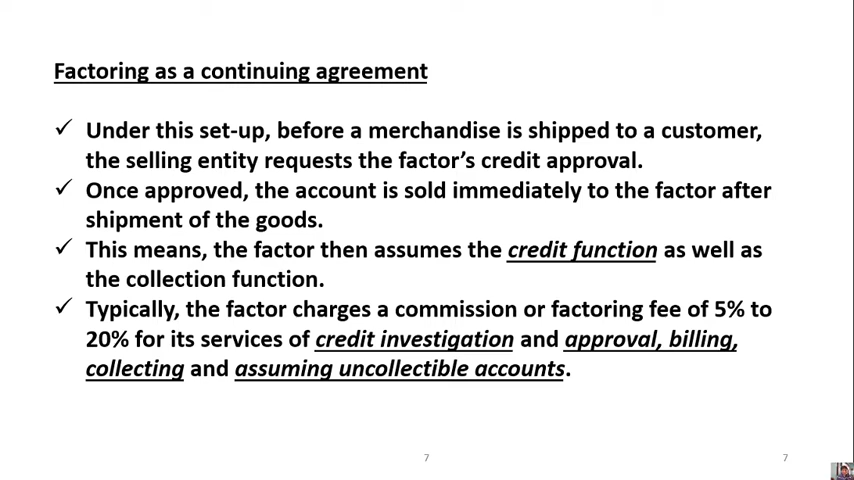 Factoring as a continuing agreement
✓ Under this set-up, before a merchandise is shipped to a customer,
the selling entity requests the factor's credit approval.
✓ Once approved, the account is sold immediately to the factor after
shipment of the goods.
✓ This means, the factor then assumes the credit function as well as
the collection function.
✓ Typically, the factor charges a commission or factoring fee of 5% to
20% for its services of credit investigation and approval, billing,
collecting and assuming uncollectible accounts.
7
7